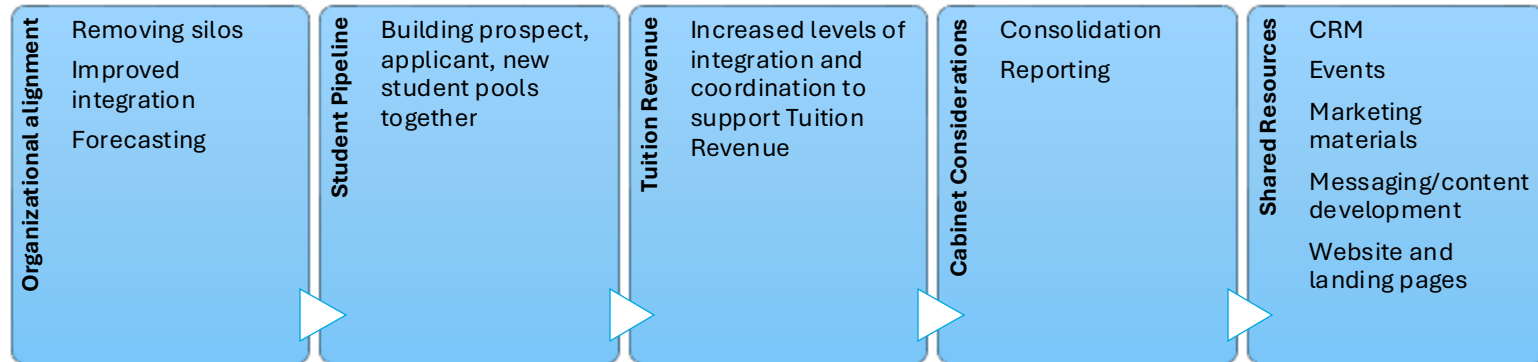 Organizational alignment
Removing silos
Improved
integration
Forecasting
Student Pipeline
Building prospect,
applicant, new
student pools
together
Tuition Revenue
Increased levels of
integration and
coordination to
support Tuition
Revenue
Cabinet Considerations
Consolidation
Reporting
Shared Resources
CRM
Events
Marketing
materials
Messaging/content
development
Website and
landing pages